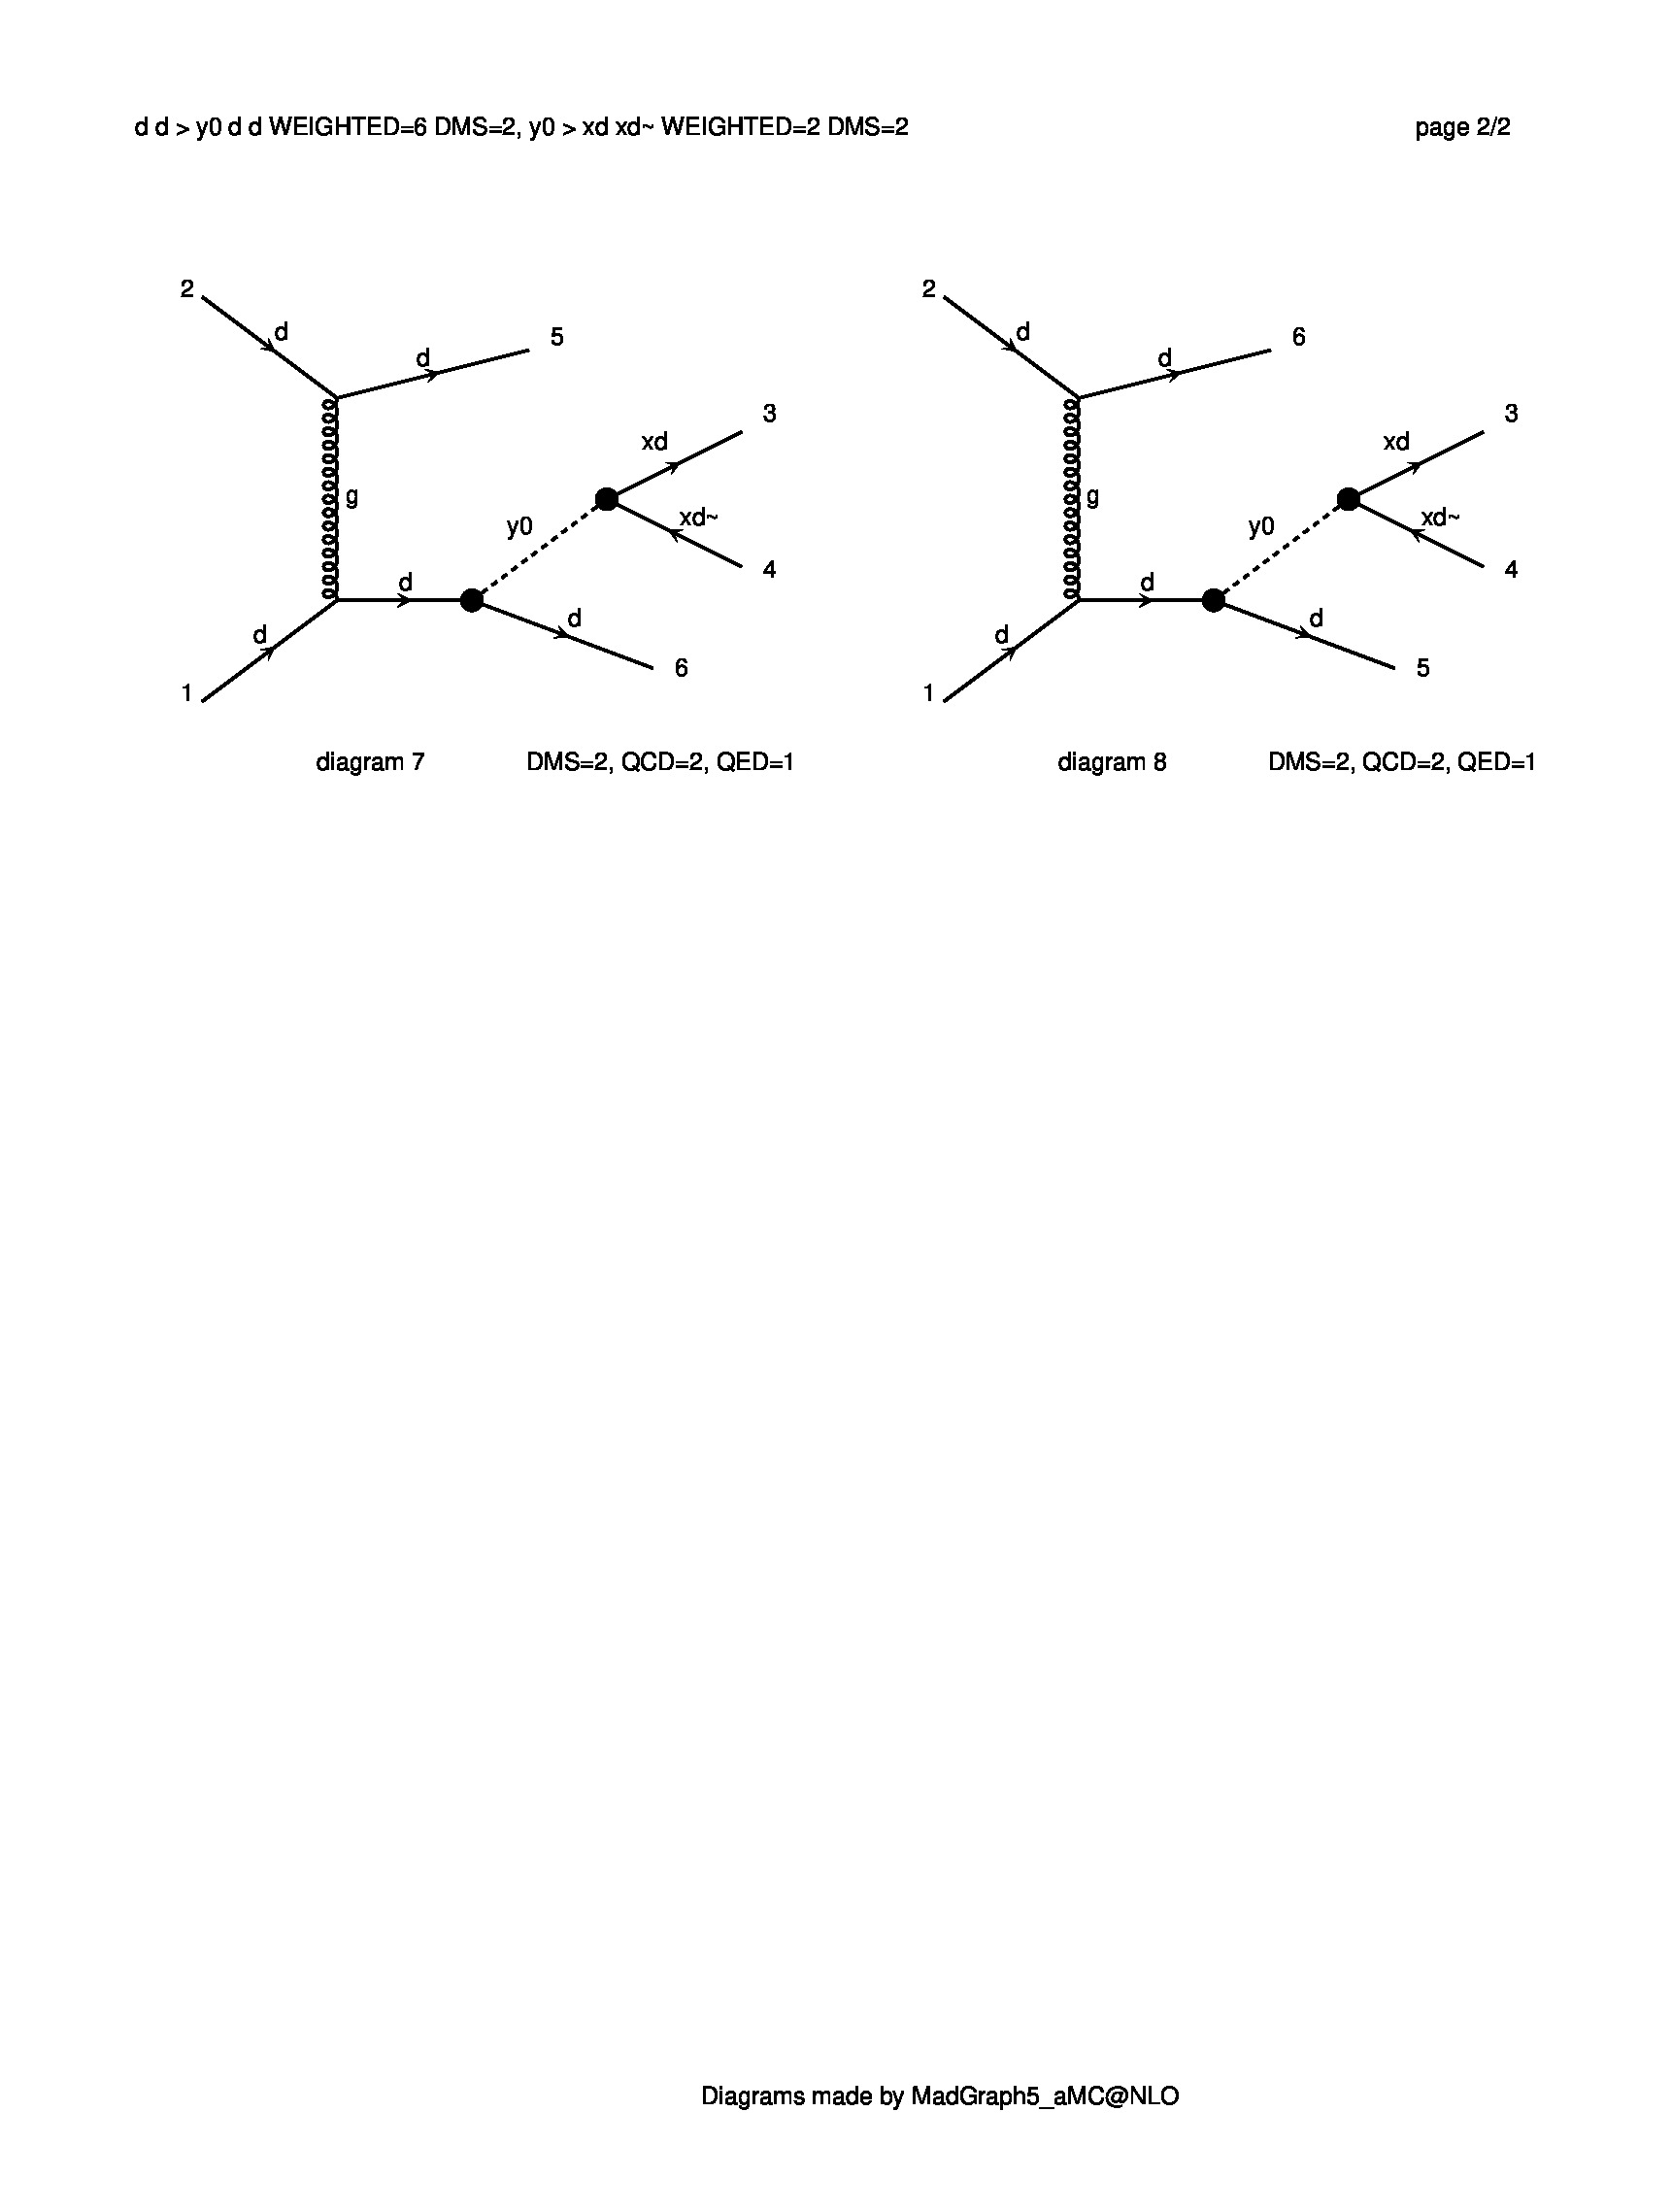 d d > y0 d d WEIGHTED=6 DMS=2, y0 > xd xd~ WEIGHTED=2 DMS=2 page 2/2
2
d
d
5
3
xd
g
xd~
y0
4
d
d
d
6
1
diagram 7 DMS=2, QCD=2, QED=1
2
d
d
6
3
xd
g
xd~
y0
4
d
d
d
5
1
diagram 8 DMS=2, QCD=2, QED=1
Diagrams made by MadGraph5_aMC@NLO